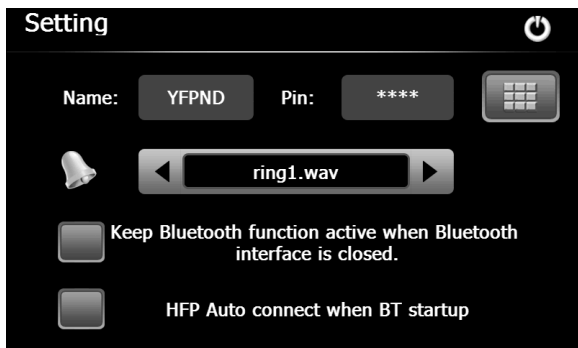 Setting
Name: YFPND Pin: ****
ring1.wav
Keep Bluetooth function active when Bluetooth
interface is closed.
HFP Auto connect when BT startup